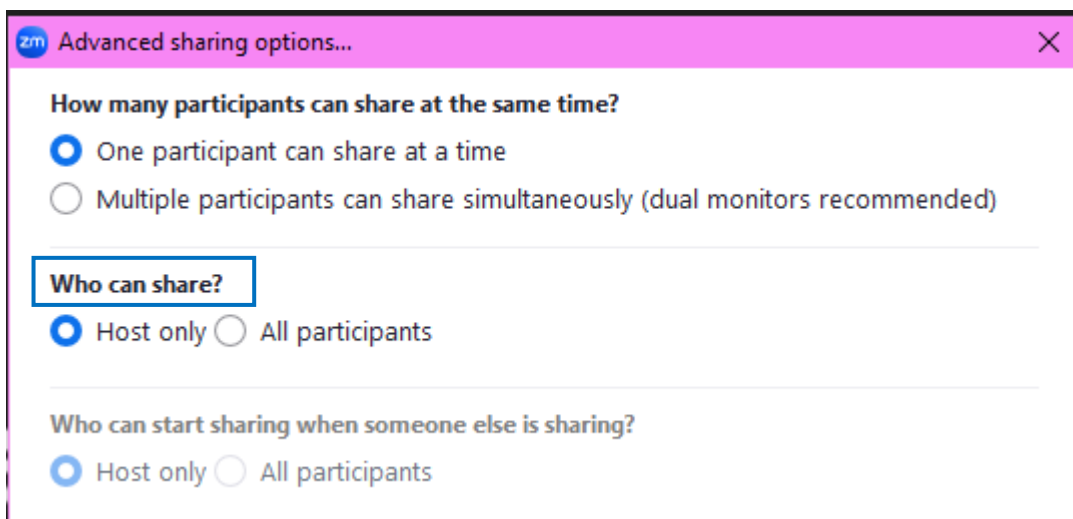 zm Advanced sharing options...
How many participants can share at the same time?
One participant can share at a time
Multiple participants can share simultaneously (dual monitors recommended)
Who can share?
Host only All participants
Who can start sharing when someone else is sharing?
Host only All participants